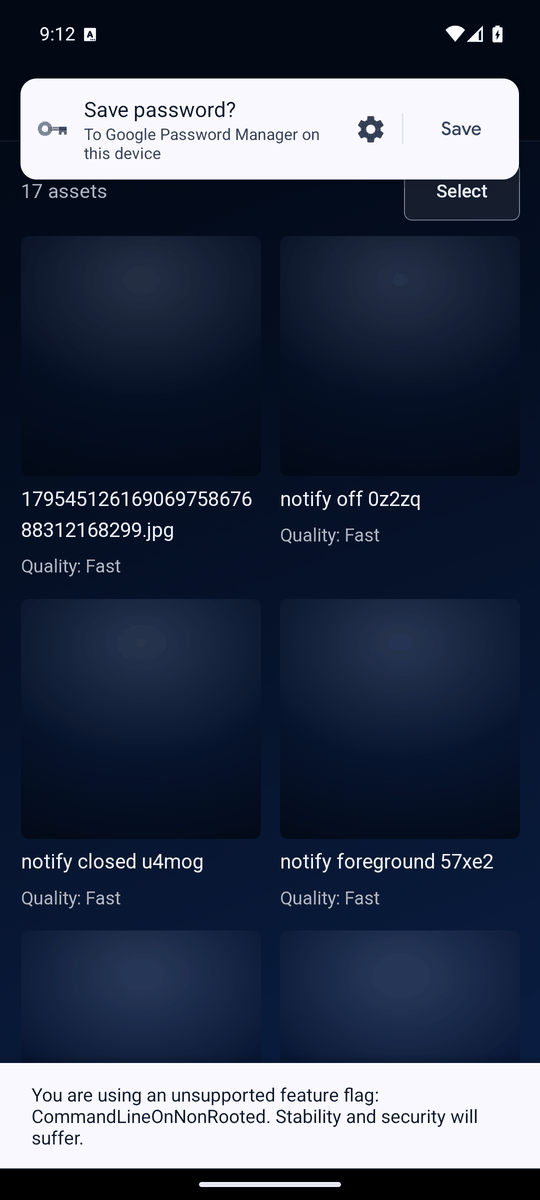 9:12
Save password?
To Google Password Manager on
this device
Save
17 assets
Select
179545126169069758676
88312168299.jpg
Quality: Fast
notify off 0z2zq
Quality: Fast
notify closed u4mog
Quality: Fast
notify foreground 57xe2
Quality: Fast
You are using an unsupported feature flag:
CommandLineOnNonRooted. Stability and security will
suffer.